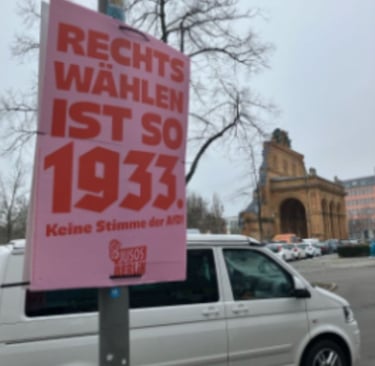 RECHTS
WÄHLEN
IST SO
1933.
Keine Stimme der AfD!
JUSOS
BERLIN